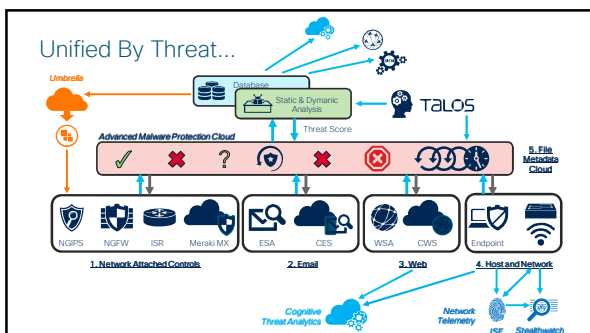 Unified By Threat...
Umbrella
Database
Static & Dymanic
Analysis
TALOS
Advanced Malware Protection Cloud
Threat Score
?
5. File
Metadata
Cloud
NGIPS
NGFW
ISR
Meraki MX
ESA
CES
WSA
CWS
Endpoint
1. Network Attached Controls
2. Email
3. Web
4. Host and Network
Cognitive
Threat Analytics
Network
Telemetry
ISE
Stealthwatch